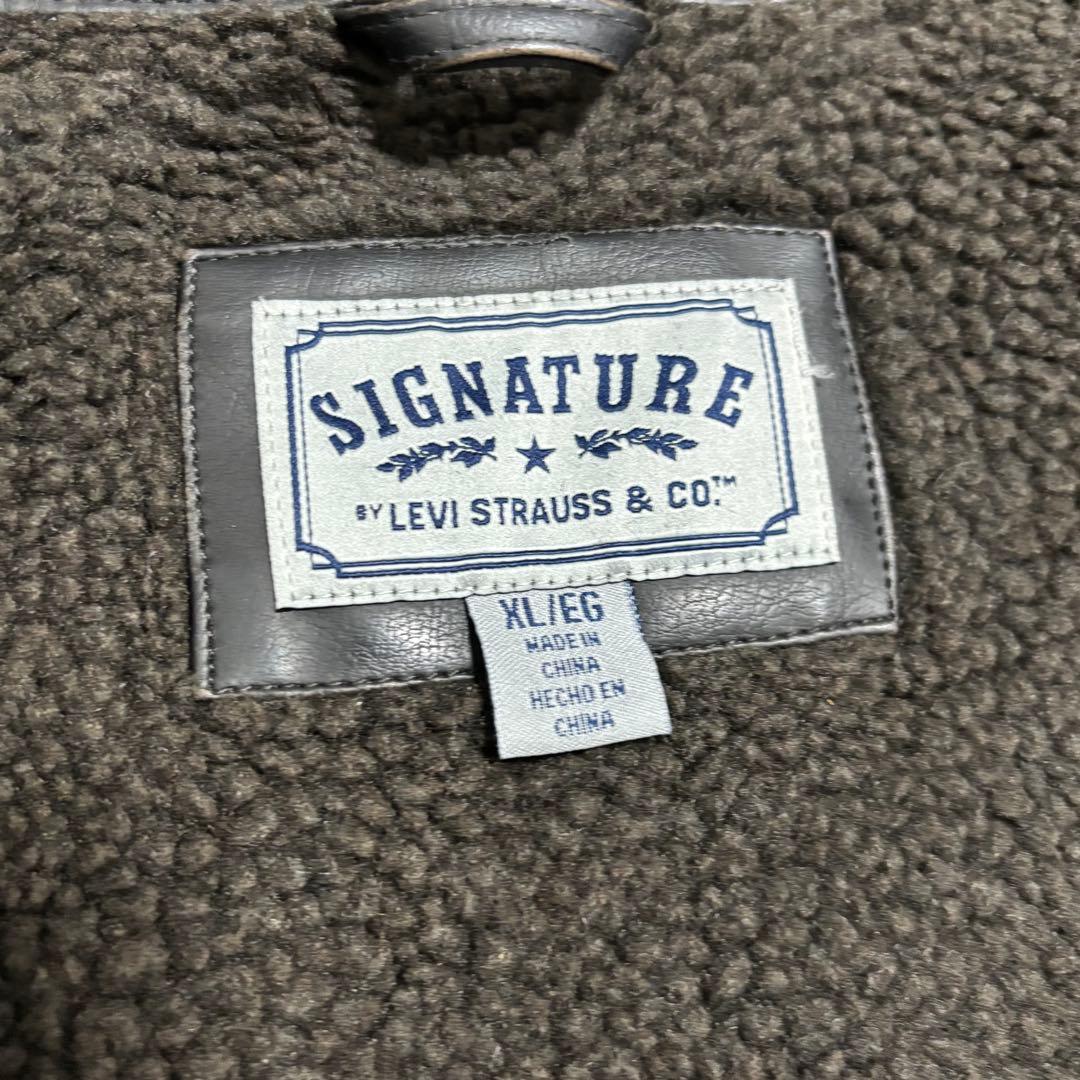 SIGNATURE
BY LEVI STRAUSS & CO.™
XL/EG
MADE IN
CHINA
HECHO EN
CHINA